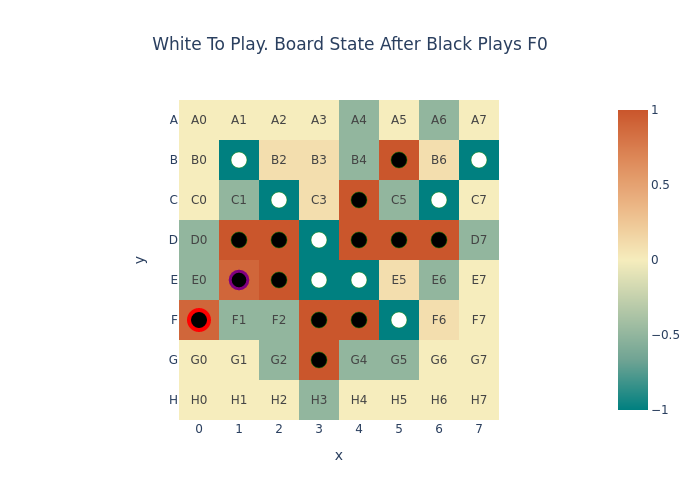 White To Play. Board State After Black Plays F0
A A0 A1 A2 A3 A4 A5 A6 A7
B B0 B2 B3 B4 B6
C C0 C1 C3 C5 C7
D D0 D7
E E0 E5 E6 E7
F F1 F2 F6 F7
G G0 G1 G2 G4 G5 G6 G7
H H0 H1 H2 H3 H4 H5 H6 H7
0 1 2 3 4 5 6 7
x
y
1
0.5
0
−0.5
−1